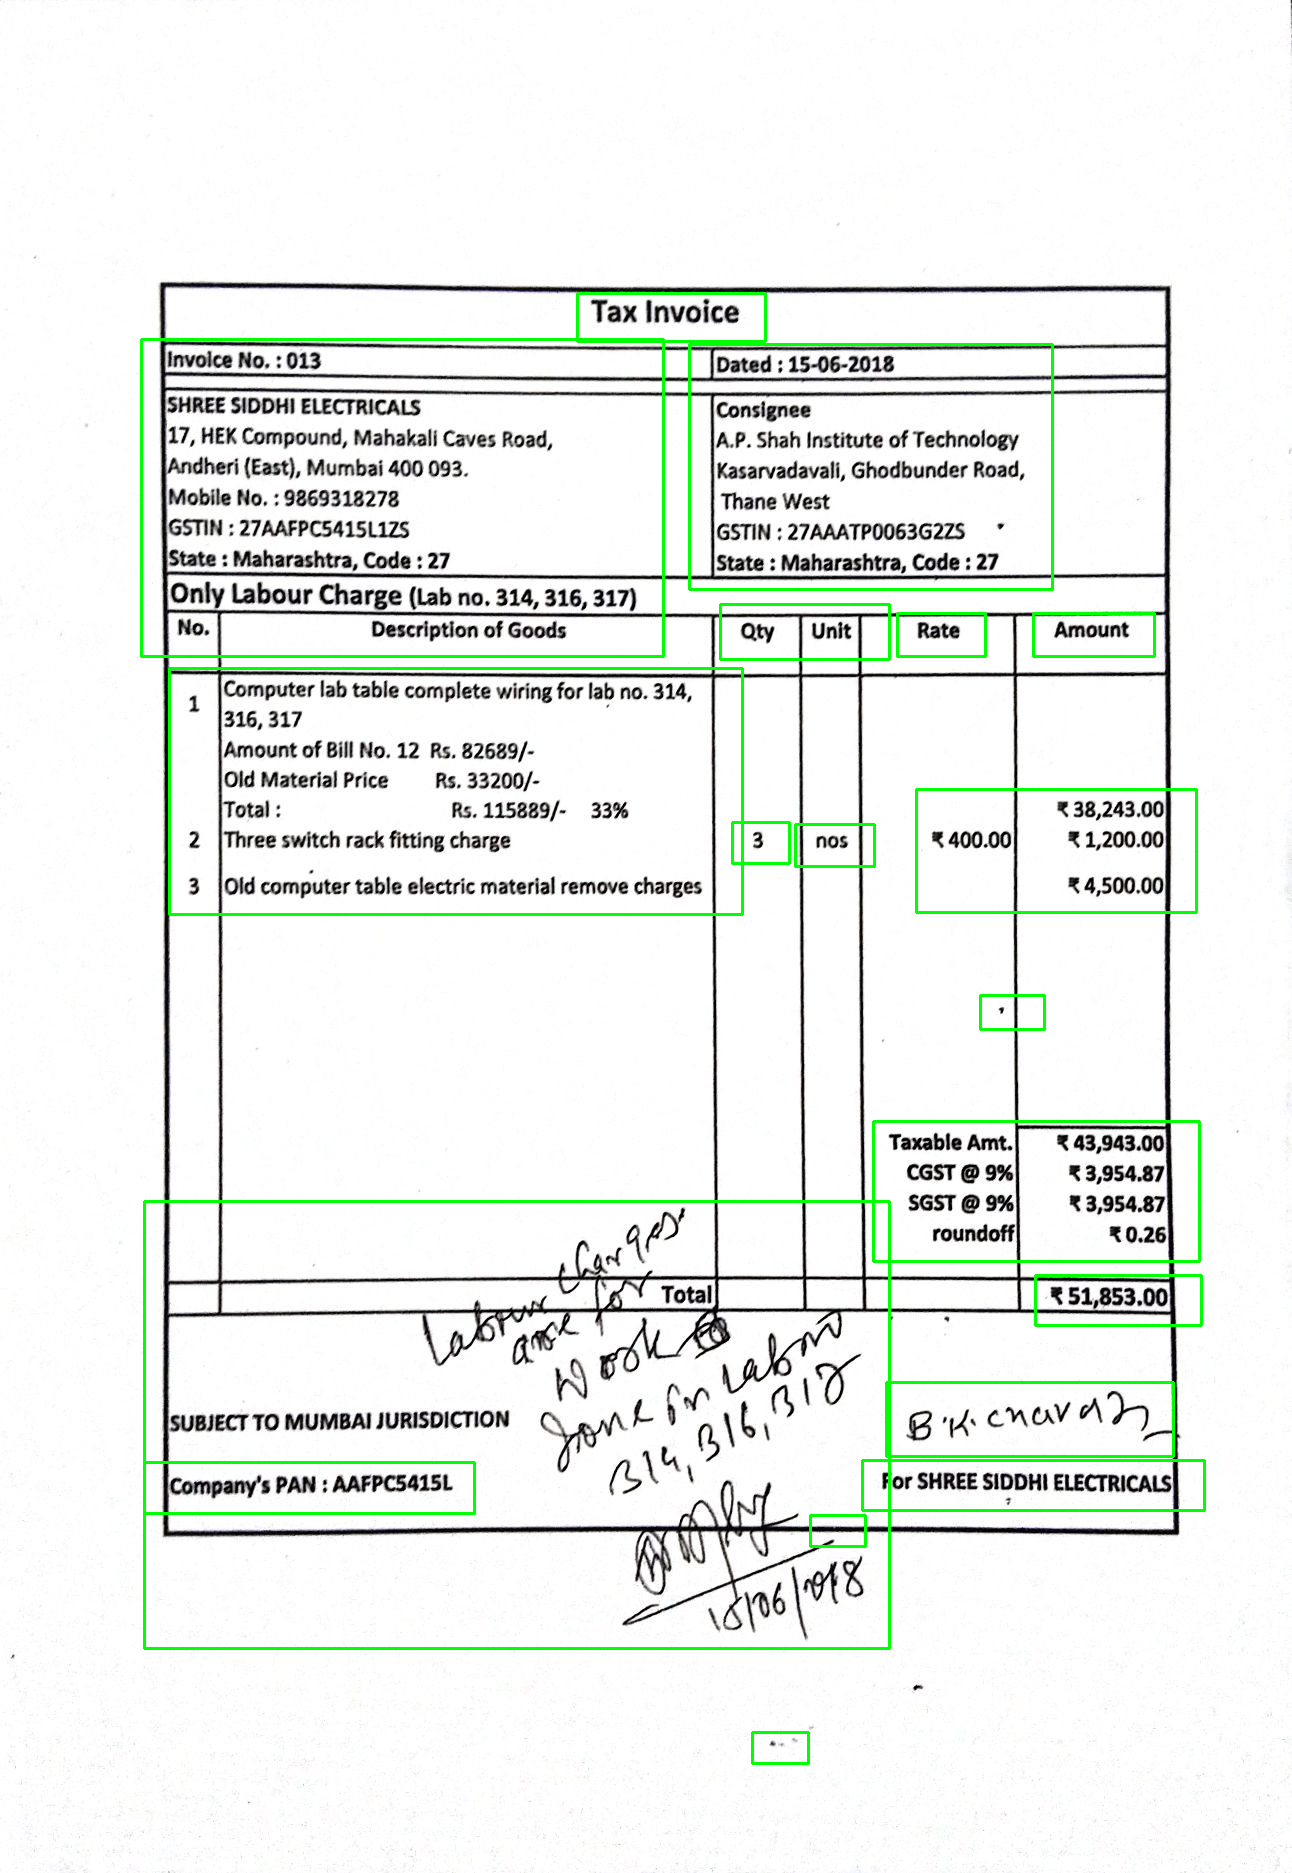 Tax Invoice
Invoice No. : 013
Dated : 15-06-2018
SHREE SIDDHI ELECTRICALS
17, HEK Compound, Mahakali Caves Road,
Andheri (East), Mumbai 400 093.
Mobile No. : 9869318278
GSTIN : 27AAFPC5415L1ZS
State : Maharashtra, Code : 27
Consignee
A.P. Shah Institute of Technology
Kasarvadavali, Ghodbunder Road,
Thane West
GSTIN : 27AAATP0063G2ZS
State : Maharashtra, Code : 27
Only Labour Charge (Lab no. 314, 316, 317)
No. Description of Goods Qty Unit Rate Amount
1 Computer lab table complete wiring for lab no. 314,
316, 317
Amount of Bill No. 12 Rs. 82689/-
Old Material Price Rs. 33200/-
Total : Rs. 115889/- 33% ₹ 38,243.00
2 Three switch rack fitting charge 3 nos ₹ 400.00 ₹ 1,200.00
3 Old computer table electric material remove charges ₹ 4,500.00
Taxable Amt. ₹ 43,943.00
CGST @ 9% ₹ 3,954.87
SGST @ 9% ₹ 3,954.87
roundoff ₹ 0.26
Total ₹ 51,853.00
Labour charges
are for
work
done in Lab no
314, 316, 317
15/06/2018
SUBJECT TO MUMBAI JURISDICTION
Company's PAN : AAFPC5415L
For SHREE SIDDHI ELECTRICALS